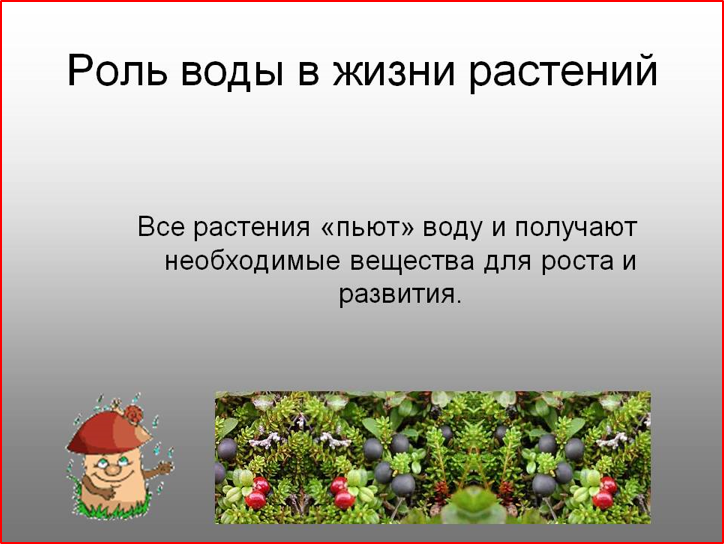 Роль воды в жизни растений
Все растения «пьют» воду и получают
необходимые вещества для роста и
развития.